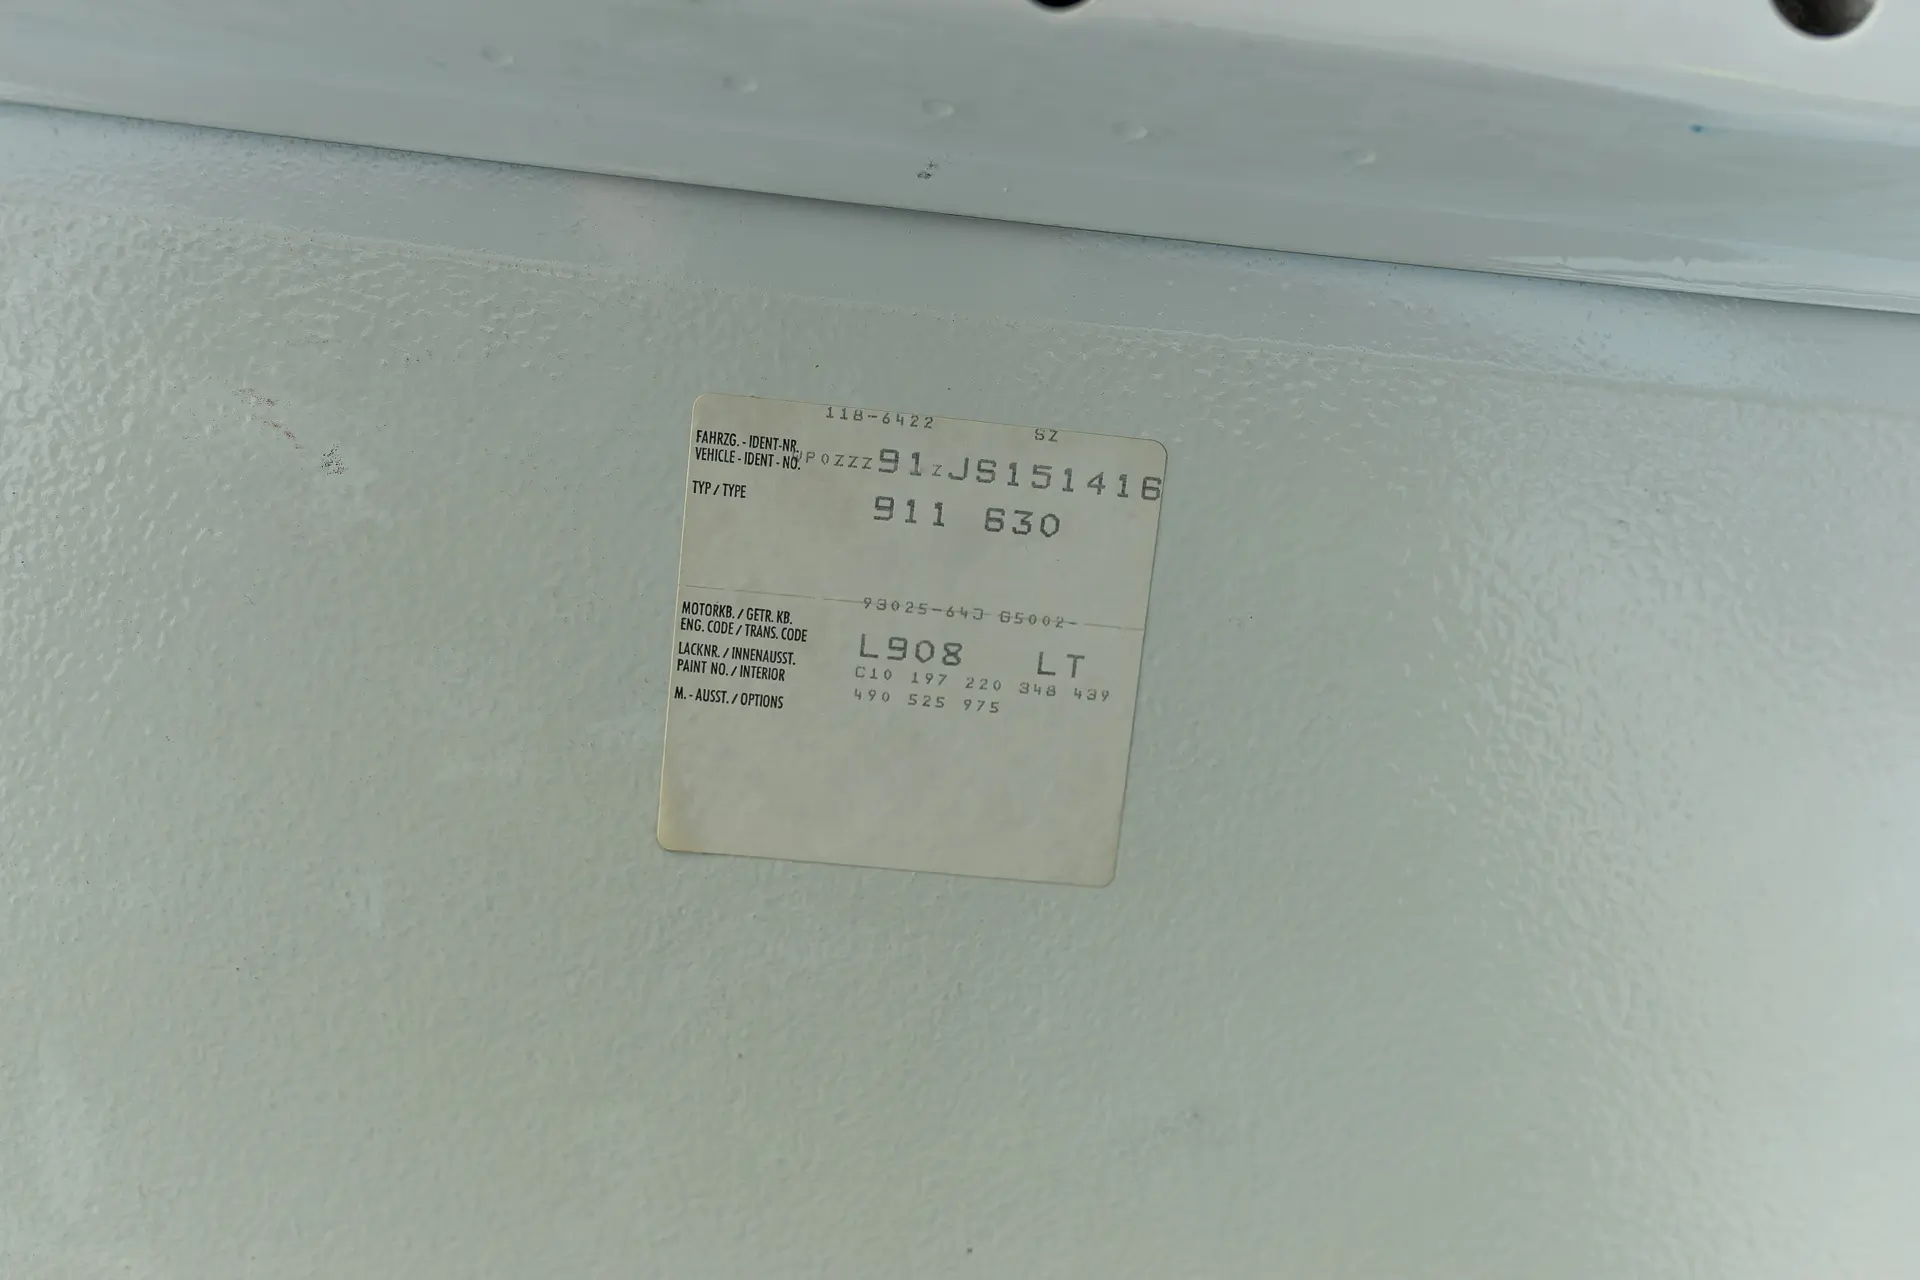 118-6422 SZ
FAHRZG. - IDENT-NR.
VEHICLE - IDENT - NO. WP0ZZZ91ZJS151416
TYP / TYPE 911 630
93025-64J G5002-
MOTORKB. / GETR. KB.
ENG. CODE / TRANS. CODE
L908 LT
LACKNR. / INNENAUSST.
PAINT NO. / INTERIOR
C10 197 220 348 439
M. - AUSST. / OPTIONS
490 525 975